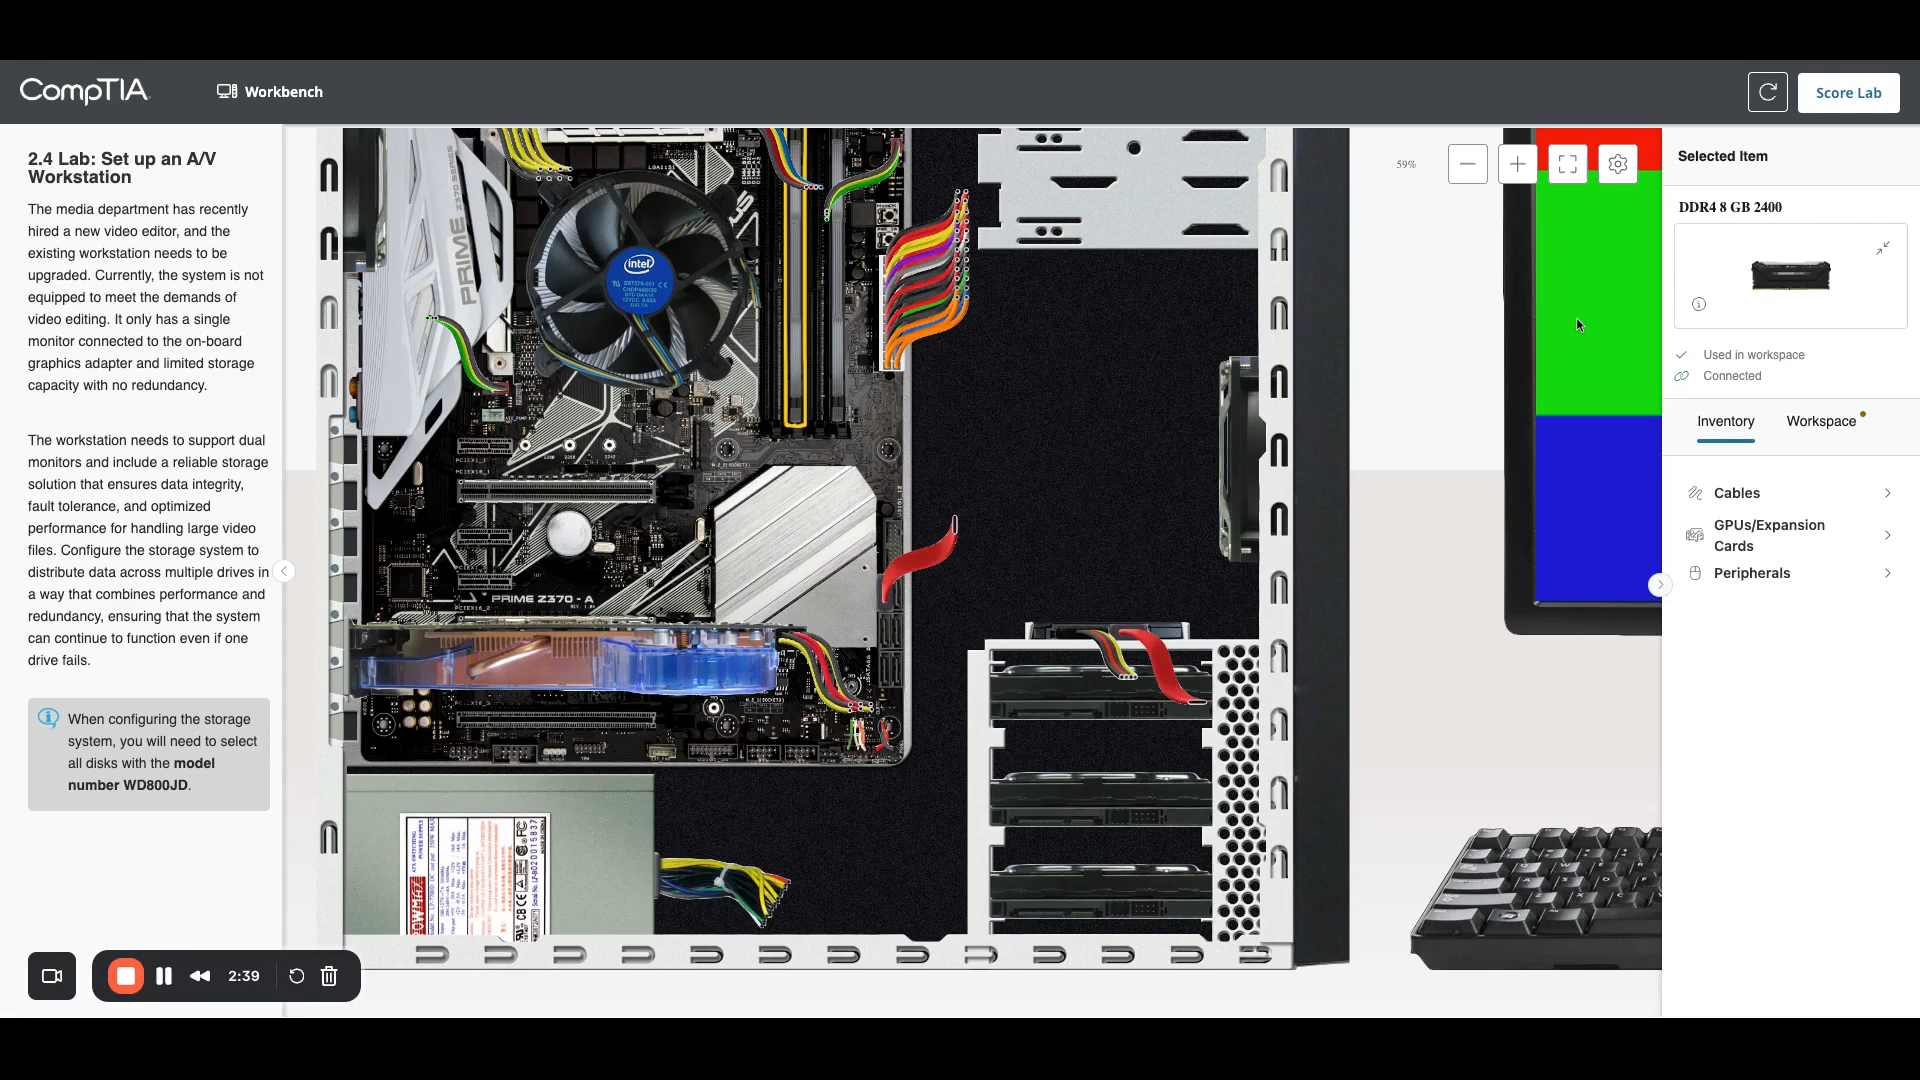 CompTIA.
Workbench
Score Lab
2.4 Lab: Set up an A/V
Workstation
The media department has recently
hired a new video editor, and the
existing workstation needs to be
upgraded. Currently, the system is not
equipped to meet the demands of
video editing. It only has a single
monitor connected to the on-board
graphics adapter and limited storage
capacity with no redundancy.
The workstation needs to support dual
monitors and include a reliable storage
solution that ensures data integrity,
fault tolerance, and optimized
performance for handling large video
files. Configure the storage system to
distribute data across multiple drives in
a way that combines performance and
redundancy, ensuring that the system
can continue to function even if one
drive fails.
When configuring the storage
system, you will need to select
all disks with the model
number WD800JD.
2:39
PRIME Z370 SERIES
LGA1151
intel
PCIEX1_1
PCIEX16_1
PRIME Z370-A
PCIEX16_2
59%
Selected Item
DDR4 8 GB 2400
Used in workspace
Connected
Inventory
Workspace
Cables
GPUs/Expansion
Cards
Peripherals